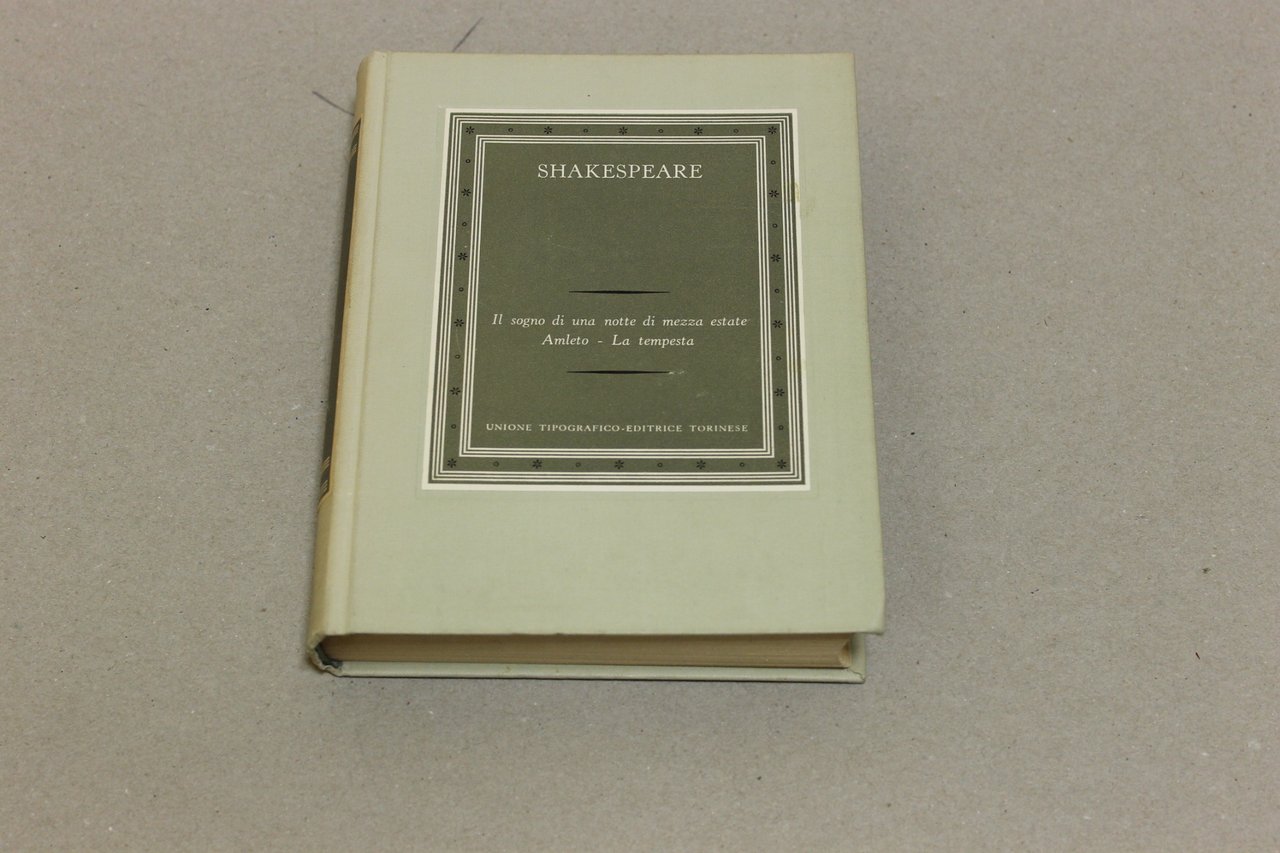 SHAKESPEARE
Il sogno di una notte di mezza estate
Amleto - La tempesta
UNIONE TIPOGRAFICO-EDITRICE TORINESE